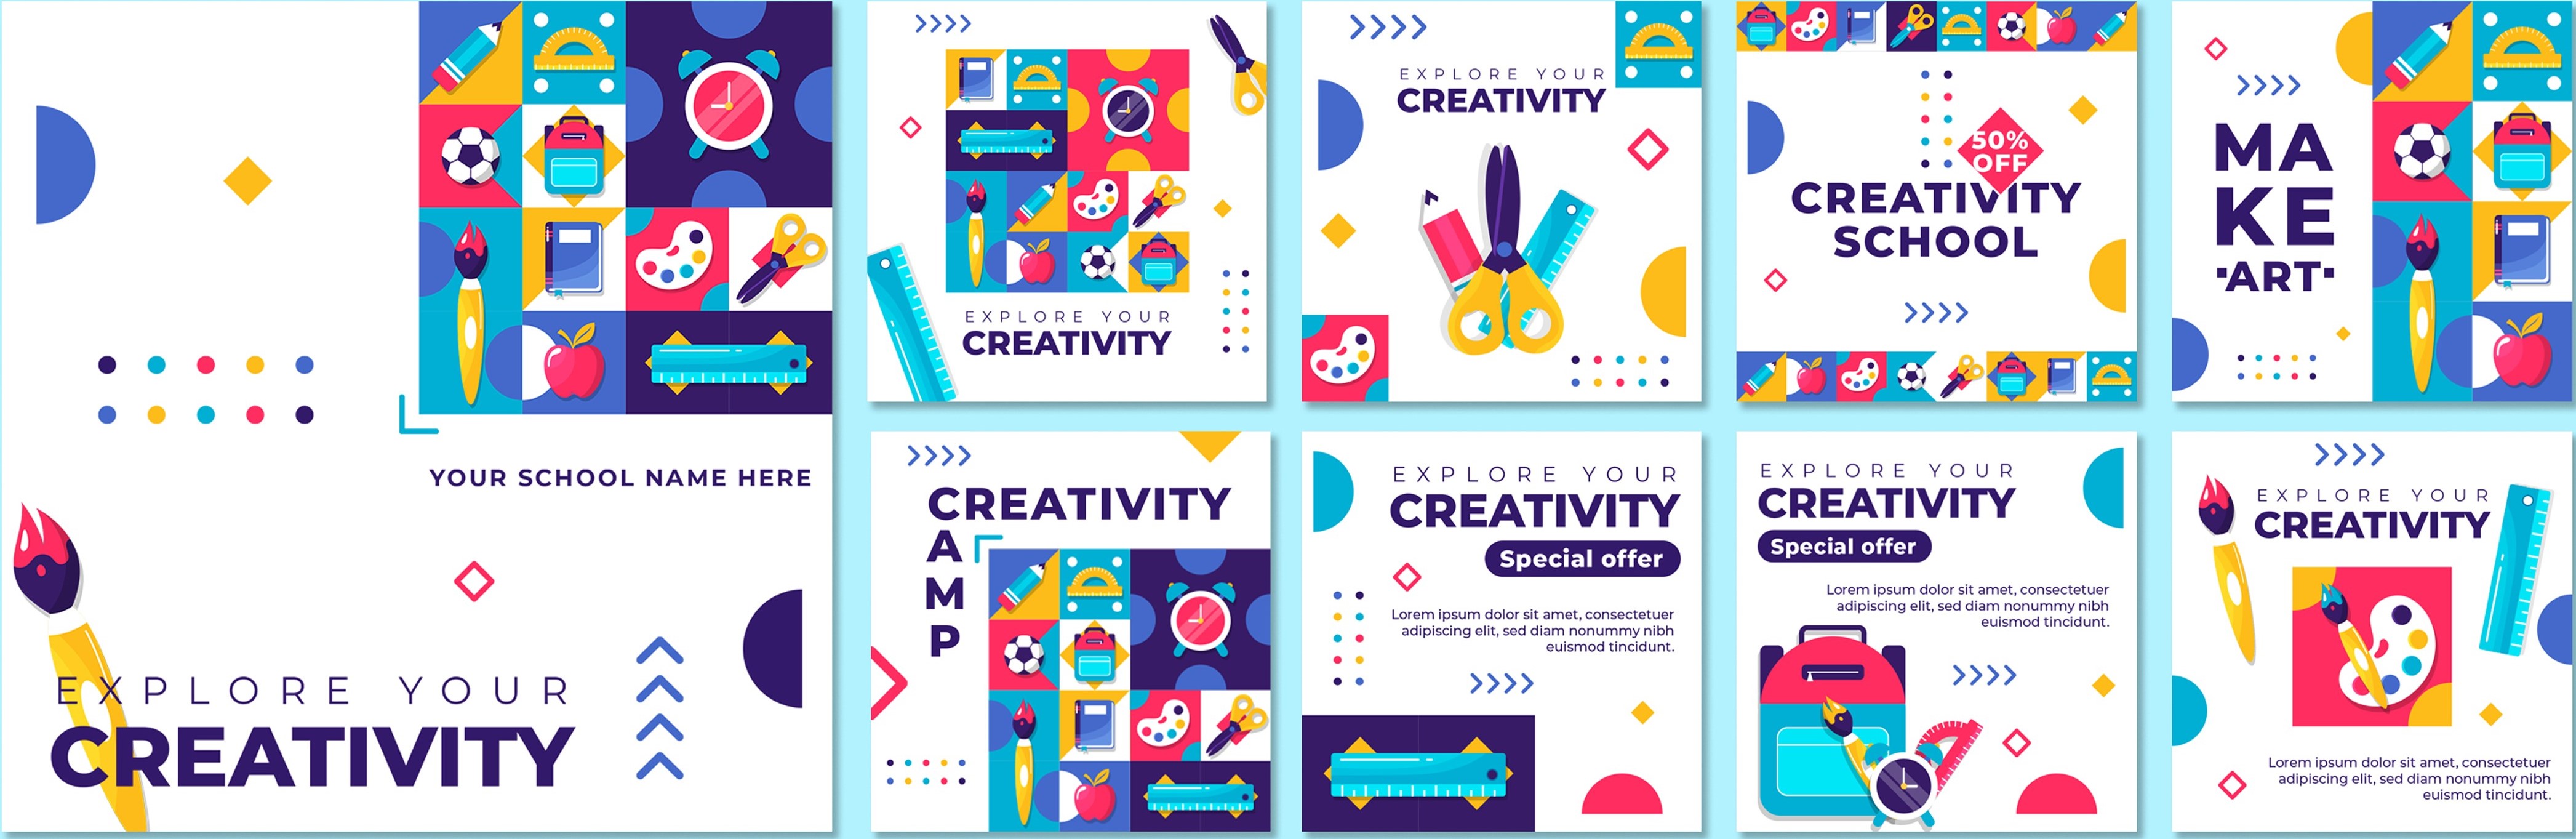 YOUR SCHOOL NAME HERE
EXPLORE YOUR
CREATIVITY
EXPLORE YOUR
CREATIVITY
EXPLORE YOUR
CREATIVITY
50%
OFF
CREATIVITY
SCHOOL
MA
KE
·ART·
CREATIVITY
A
M
P
EXPLORE YOUR
CREATIVITY
Special offer
Lorem ipsum dolor sit amet, consectetuer
adipiscing elit, sed diam nonummy nibh
euismod tincidunt.
EXPLORE YOUR
CREATIVITY
Special offer
Lorem ipsum dolor sit amet, consectetuer
adipiscing elit, sed diam nonummy nibh
euismod tincidunt.
EXPLORE YOUR
CREATIVITY
Lorem ipsum dolor sit amet, consectetuer
adipiscing elit, sed diam nonummy nibh
euismod tincidunt.